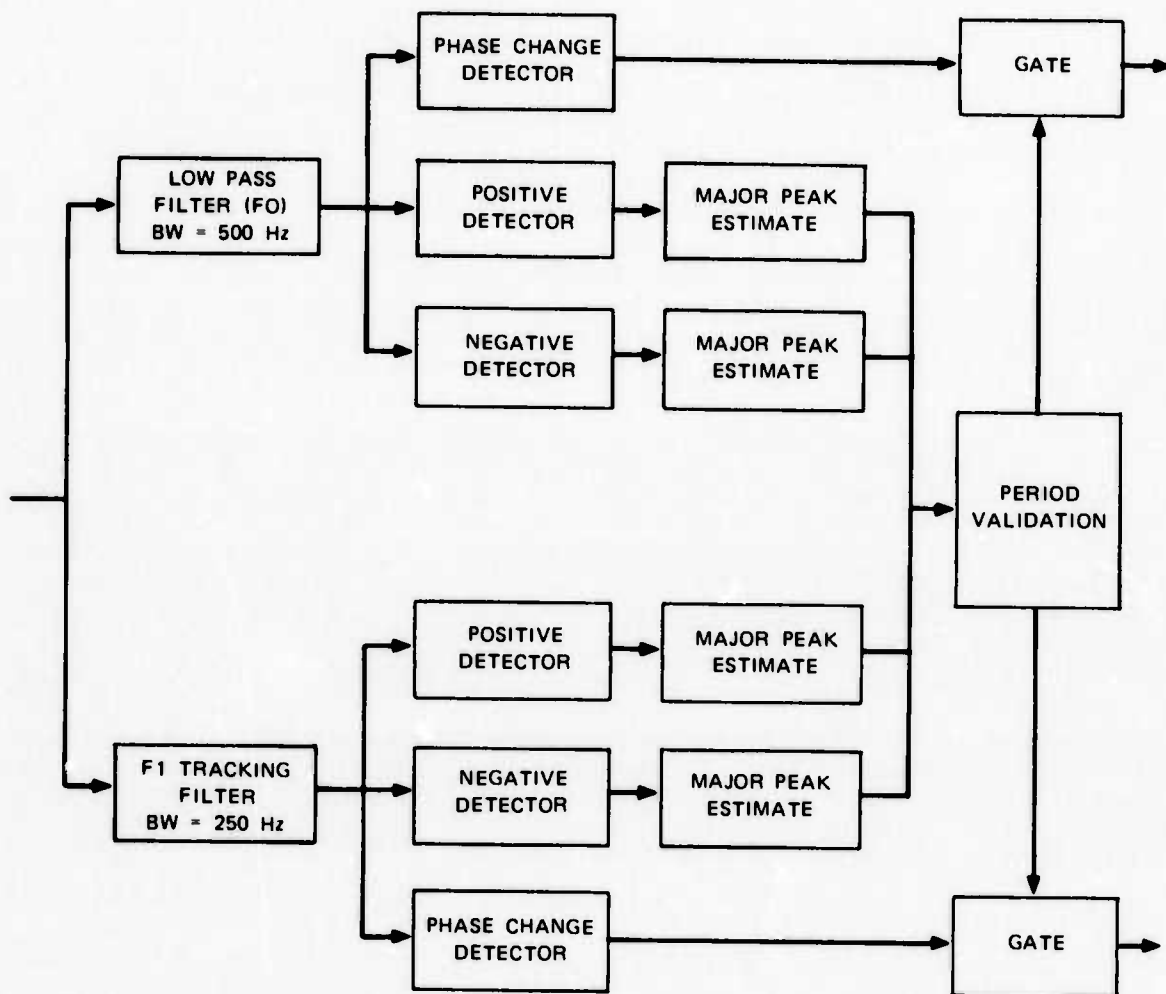 PHASE CHANGE
DETECTOR
GATE
LOW PASS
FILTER (FO)
BW = 500 Hz
POSITIVE
DETECTOR
MAJOR PEAK
ESTIMATE
NEGATIVE
DETECTOR
MAJOR PEAK
ESTIMATE
PERIOD
VALIDATION
POSITIVE
DETECTOR
MAJOR PEAK
ESTIMATE
F1 TRACKING
FILTER
BW = 250 Hz
NEGATIVE
DETECTOR
MAJOR PEAK
ESTIMATE
PHASE CHANGE
DETECTOR
GATE